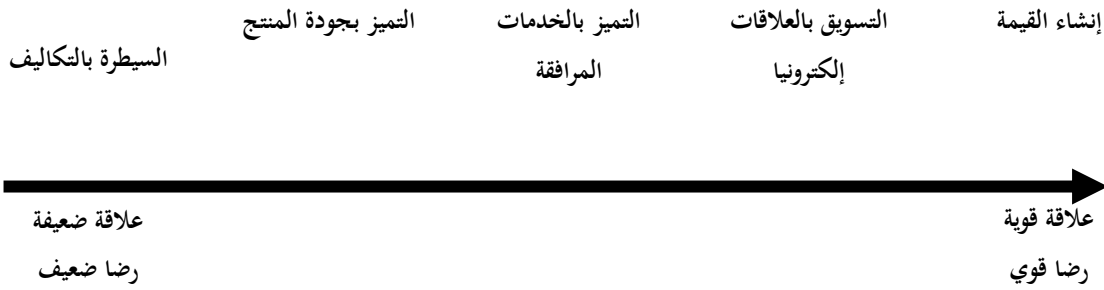 إنشاء القيمة
التسويق بالعلاقات
إلكترونيا
التميز بالخدمات
المرافقة
التميز بجودة المنتج
السيطرة بالتكاليف
علاقة قوية
رضا قوي
علاقة ضعيفة
رضا ضعيف